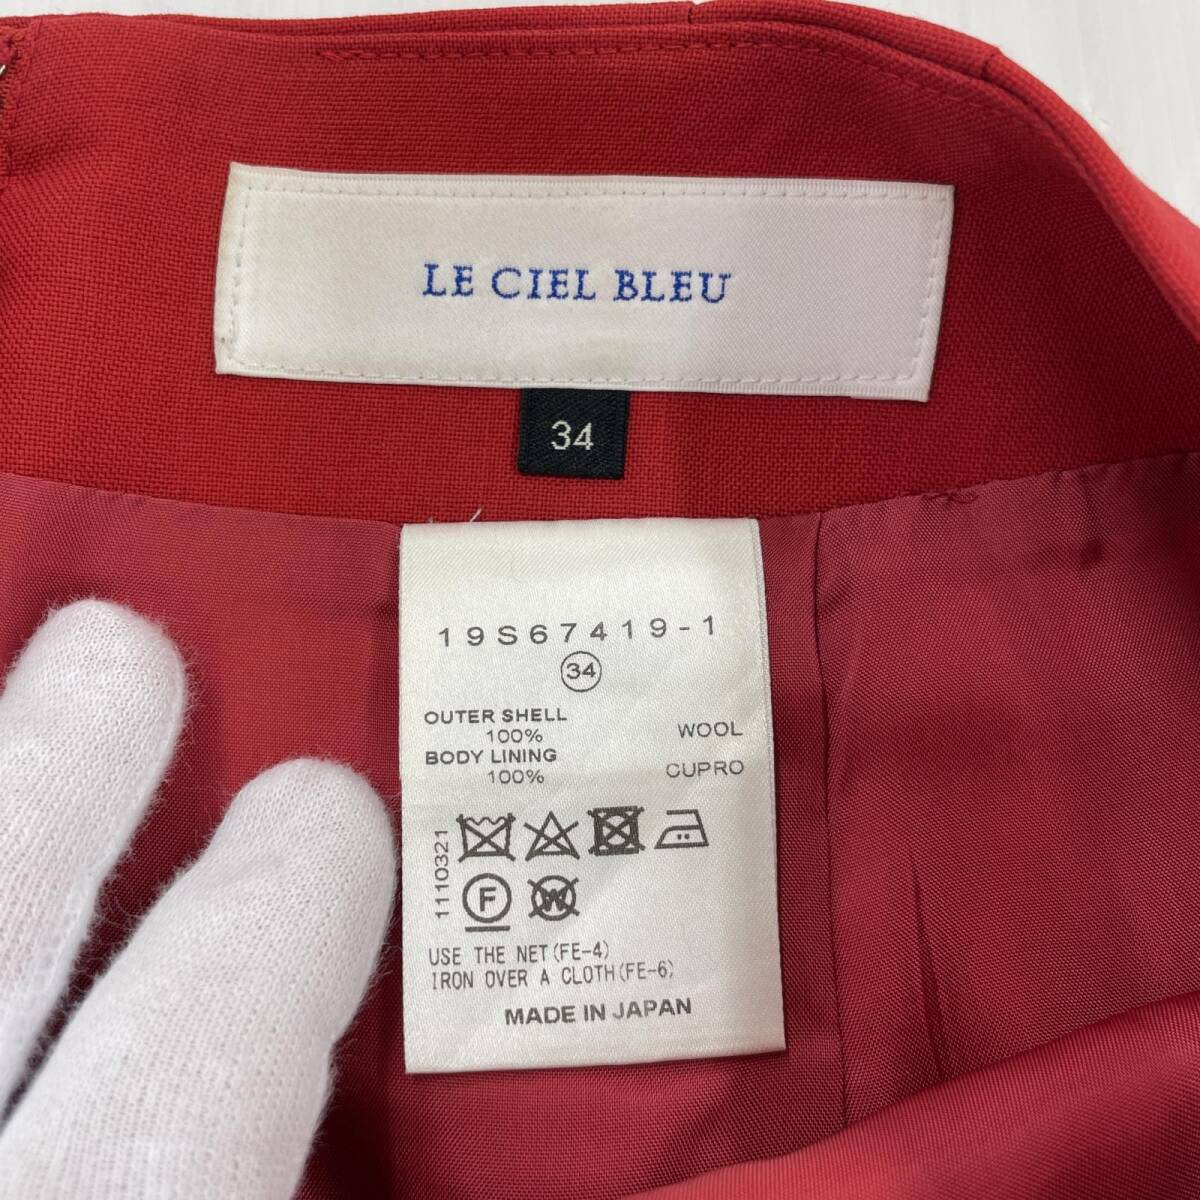 LE CIEL BLEU
34
19S67419-1
34
OUTER SHELL
100% WOOL
BODY LINING
100% CUPRO
1110321
F
W
USE THE NET(FE-4)
IRON OVER A CLOTH(FE-6)
MADE IN JAPAN